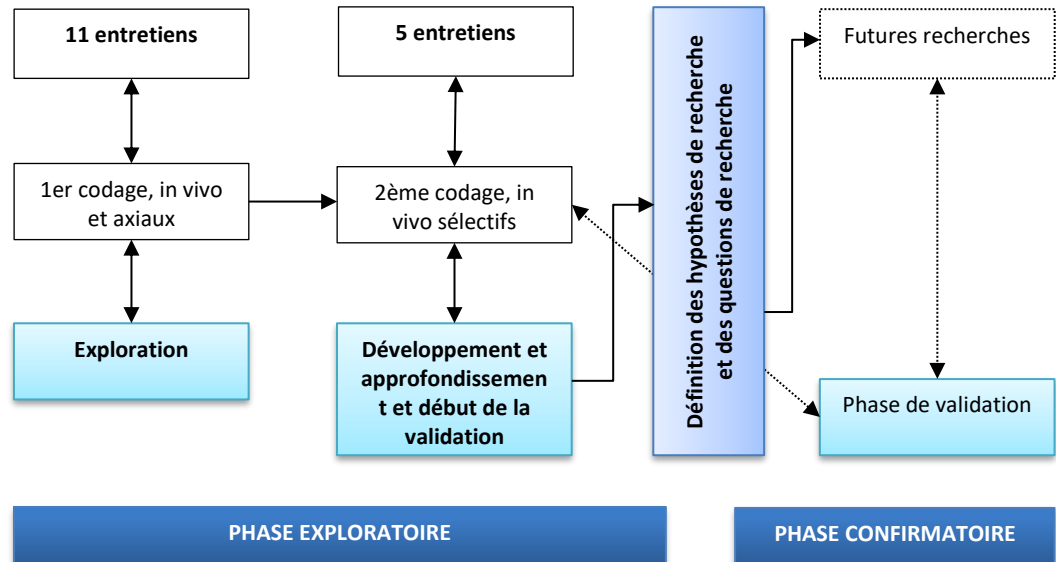 11 entretiens
5 entretiens
Futures recherches
1er codage, in vivo
et axiaux
2ème codage, in
vivo sélectifs
Définition des hypothèses de recherche
et des questions de recherche
Exploration
Développement et
approfondissemen
t et début de la
validation
Phase de validation
PHASE EXPLORATOIRE
PHASE CONFIRMATOIRE